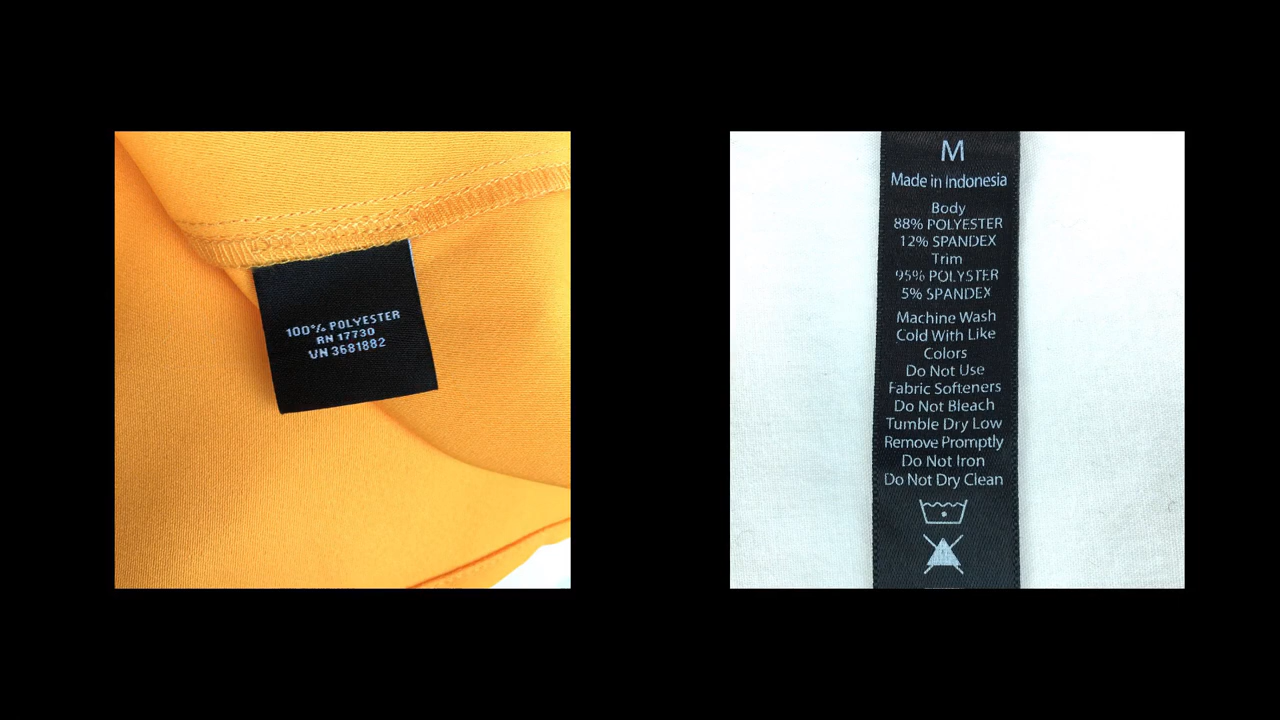 100% POLYESTER
RN 17730
VN 3681882
M
Made in Indonesia
Body
88% POLYESTER
12% SPANDEX
Trim
95% POLYSTER
5% SPANDEX
Machine Wash
Cold With Like
Colors
Do Not Use
Fabric Softeners
Do Not Bleach
Tumble Dry Low
Remove Promptly
Do Not Iron
Do Not Dry Clean